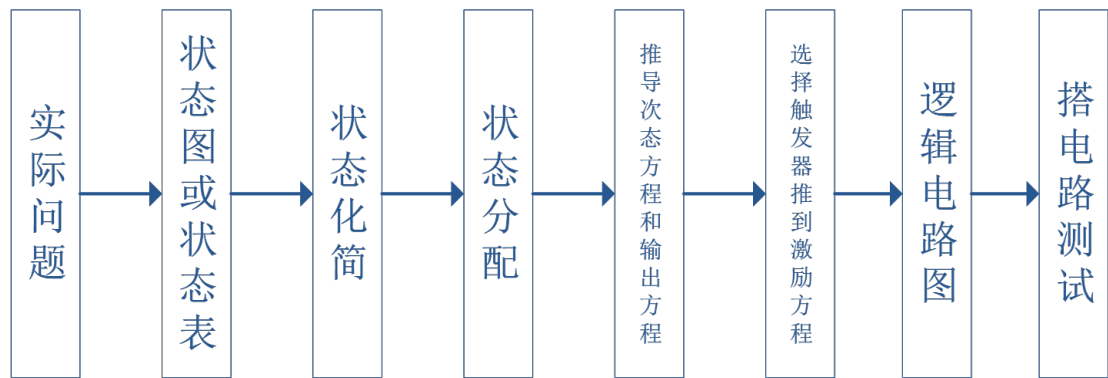 实际问题
状态图或状态表
状态化简
状态分配
推导次态方程和输出方程
选择触发器推到激励方程
逻辑电路图
搭电路测试